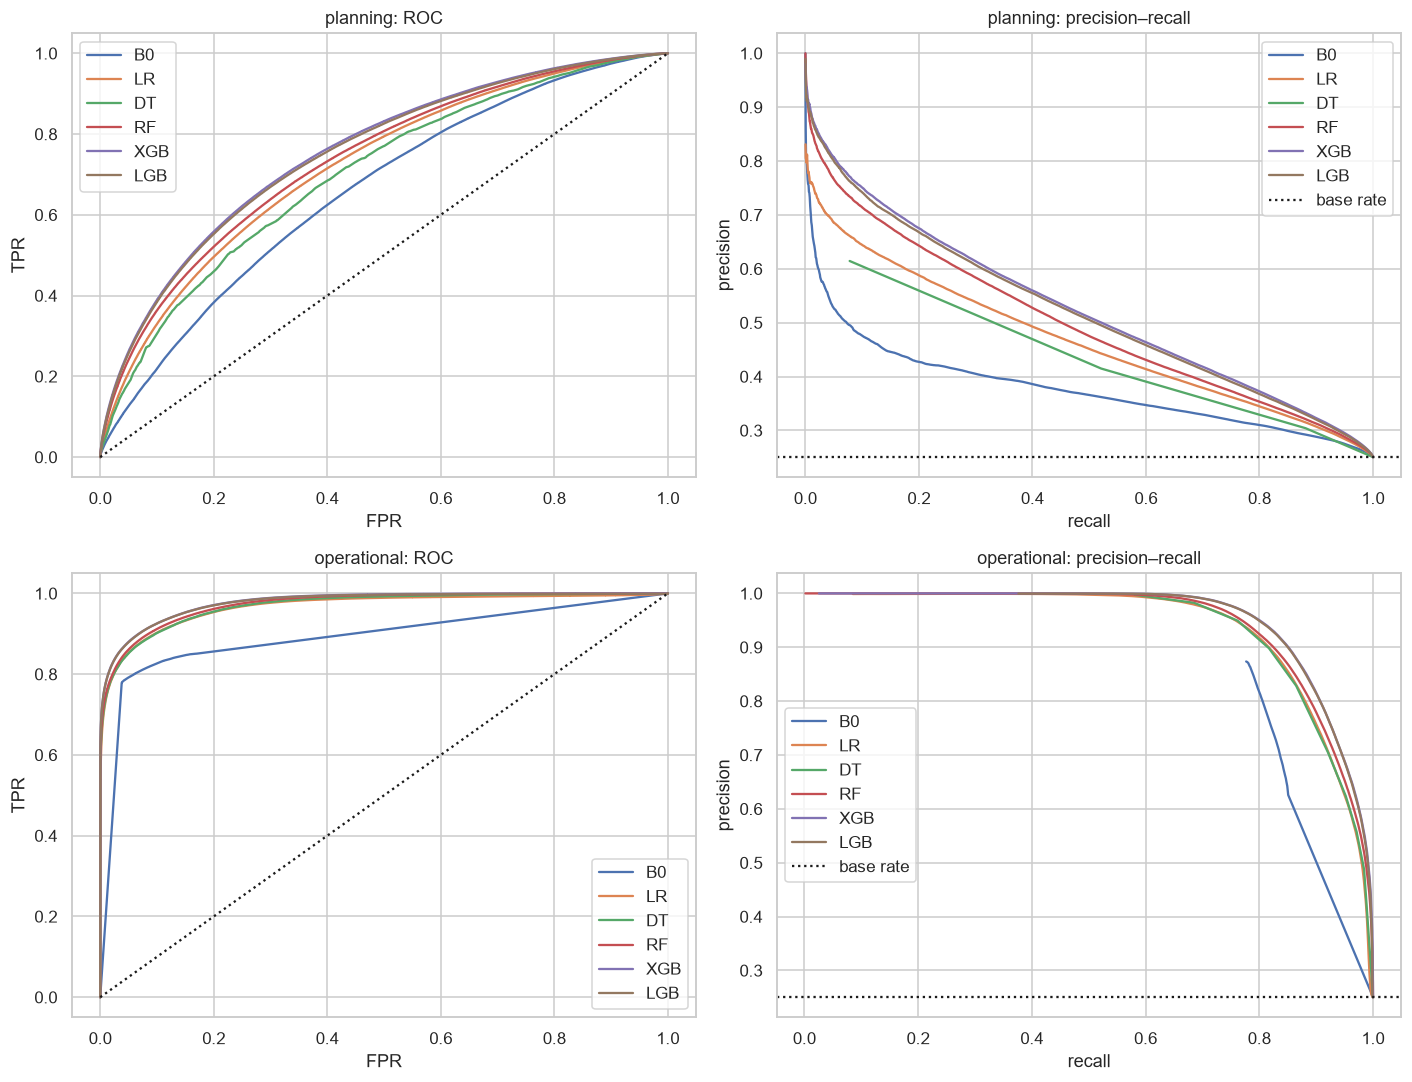 planning: ROC
1.0
0.8
0.6
0.4
0.2
0.0
TPR
0.0 0.2 0.4 0.6 0.8 1.0
FPR
B0
LR
DT
RF
XGB
LGB
planning: precision–recall
1.0
0.9
0.8
0.7
0.6
0.5
0.4
0.3
precision
0.0 0.2 0.4 0.6 0.8 1.0
recall
B0
LR
DT
RF
XGB
LGB
base rate
operational: ROC
1.0
0.8
0.6
0.4
0.2
0.0
TPR
0.0 0.2 0.4 0.6 0.8 1.0
FPR
B0
LR
DT
RF
XGB
LGB
operational: precision–recall
1.0
0.9
0.8
0.7
0.6
0.5
0.4
0.3
precision
0.0 0.2 0.4 0.6 0.8 1.0
recall
B0
LR
DT
RF
XGB
LGB
base rate